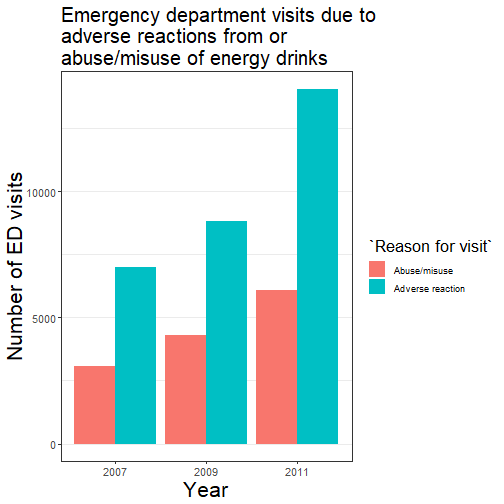 Emergency department visits due to
adverse reactions from or
abuse/misuse of energy drinks
Number of ED visits
10000
5000
0
2007
2009
2011
Year
`Reason for visit`
Abuse/misuse
Adverse reaction